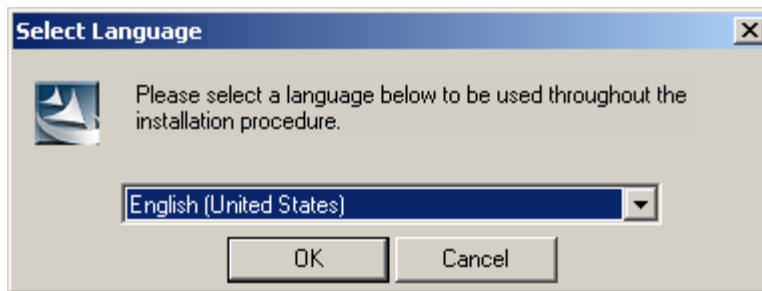 Select Language
Please select a language below to be used throughout the
installation procedure.
English (United States)
OK
Cancel